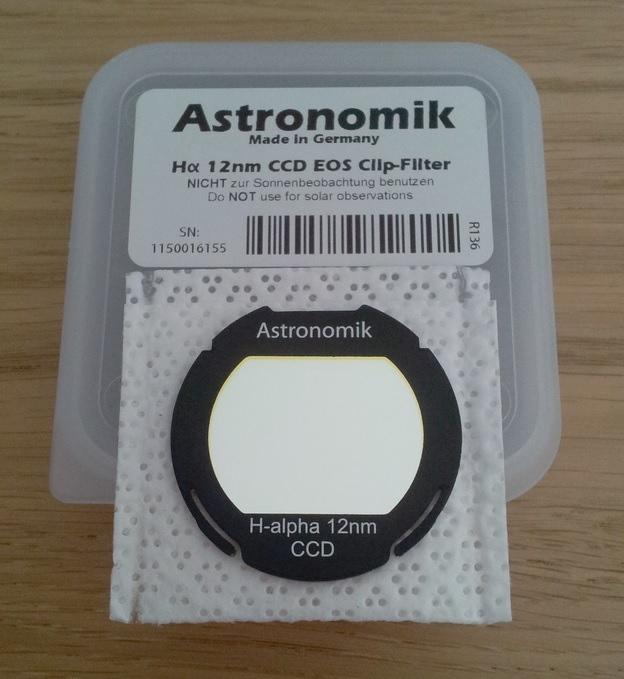 Astronomik
Made in Germany
Hα 12nm CCD EOS Clip-Filter
NICHT zur Sonnenbeobachtung benutzen
Do NOT use for solar observations
SN:
1150016155
R136
Astronomik
H-alpha 12nm
CCD